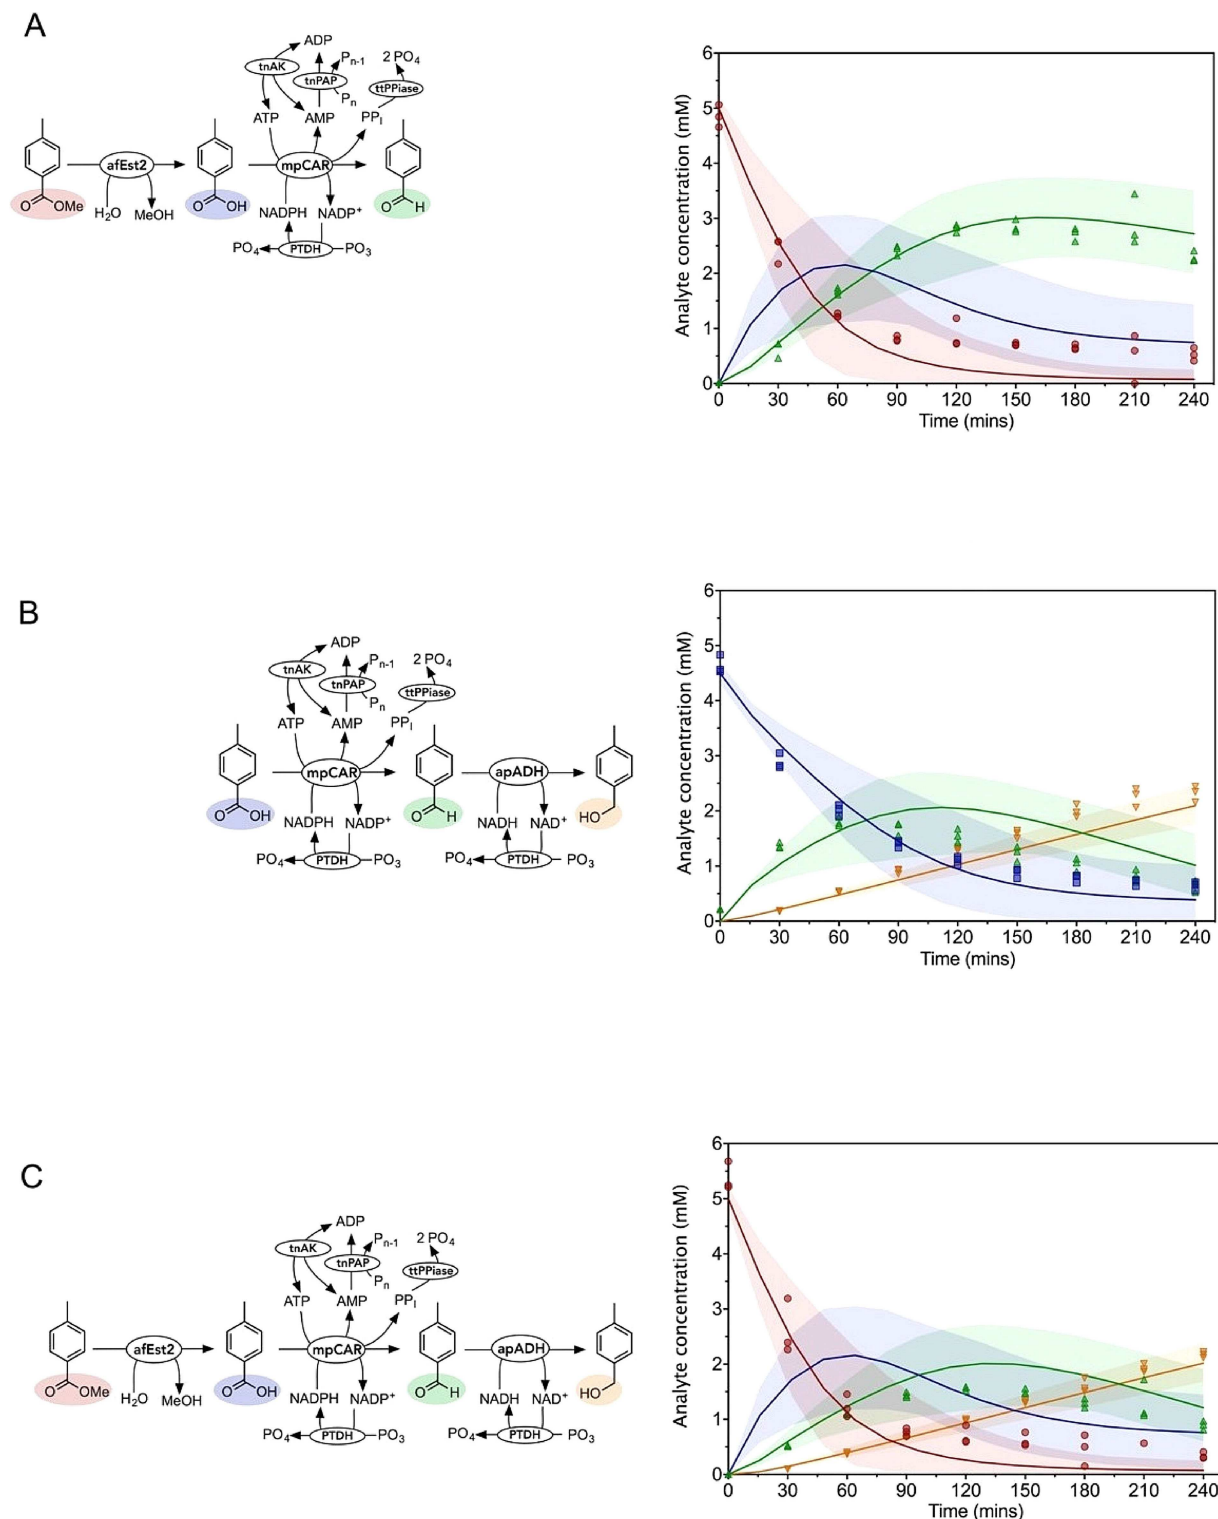 A
ADP
tnAK
Pn-1
2 PO4
tnPAP
ttPPiase
Pn
ATP
AMP
PPI
afEst2
mpCAR
O
OMe
H2O
MeOH
O
OH
NADPH
NADP+
O
H
PO4
PTDH
PO3
Analyte concentration (mM)
6
5
4
3
2
1
0
0 30 60 90 120 150 180 210 240
Time (mins)
B
ADP
tnAK
Pn-1
2 PO4
tnPAP
ttPPiase
Pn
ATP
AMP
PPI
mpCAR
apADH
O
OH
NADPH
NADP+
O
H
NADH
NAD+
HO
PO4
PTDH
PO3
PO4
PTDH
PO3
Analyte concentration (mM)
6
5
4
3
2
1
0
0 30 60 90 120 150 180 210 240
Time (mins)
C
ADP
tnAK
Pn-1
2 PO4
tnPAP
ttPPiase
Pn
ATP
AMP
PPI
afEst2
mpCAR
apADH
O
OMe
H2O
MeOH
O
OH
NADPH
NADP+
O
H
NADH
NAD+
HO
PO4
PTDH
PO3
PO4
PTDH
PO3
Analyte concentration (mM)
6
5
4
3
2
1
0
0 30 60 90 120 150 180 210 240
Time (mins)